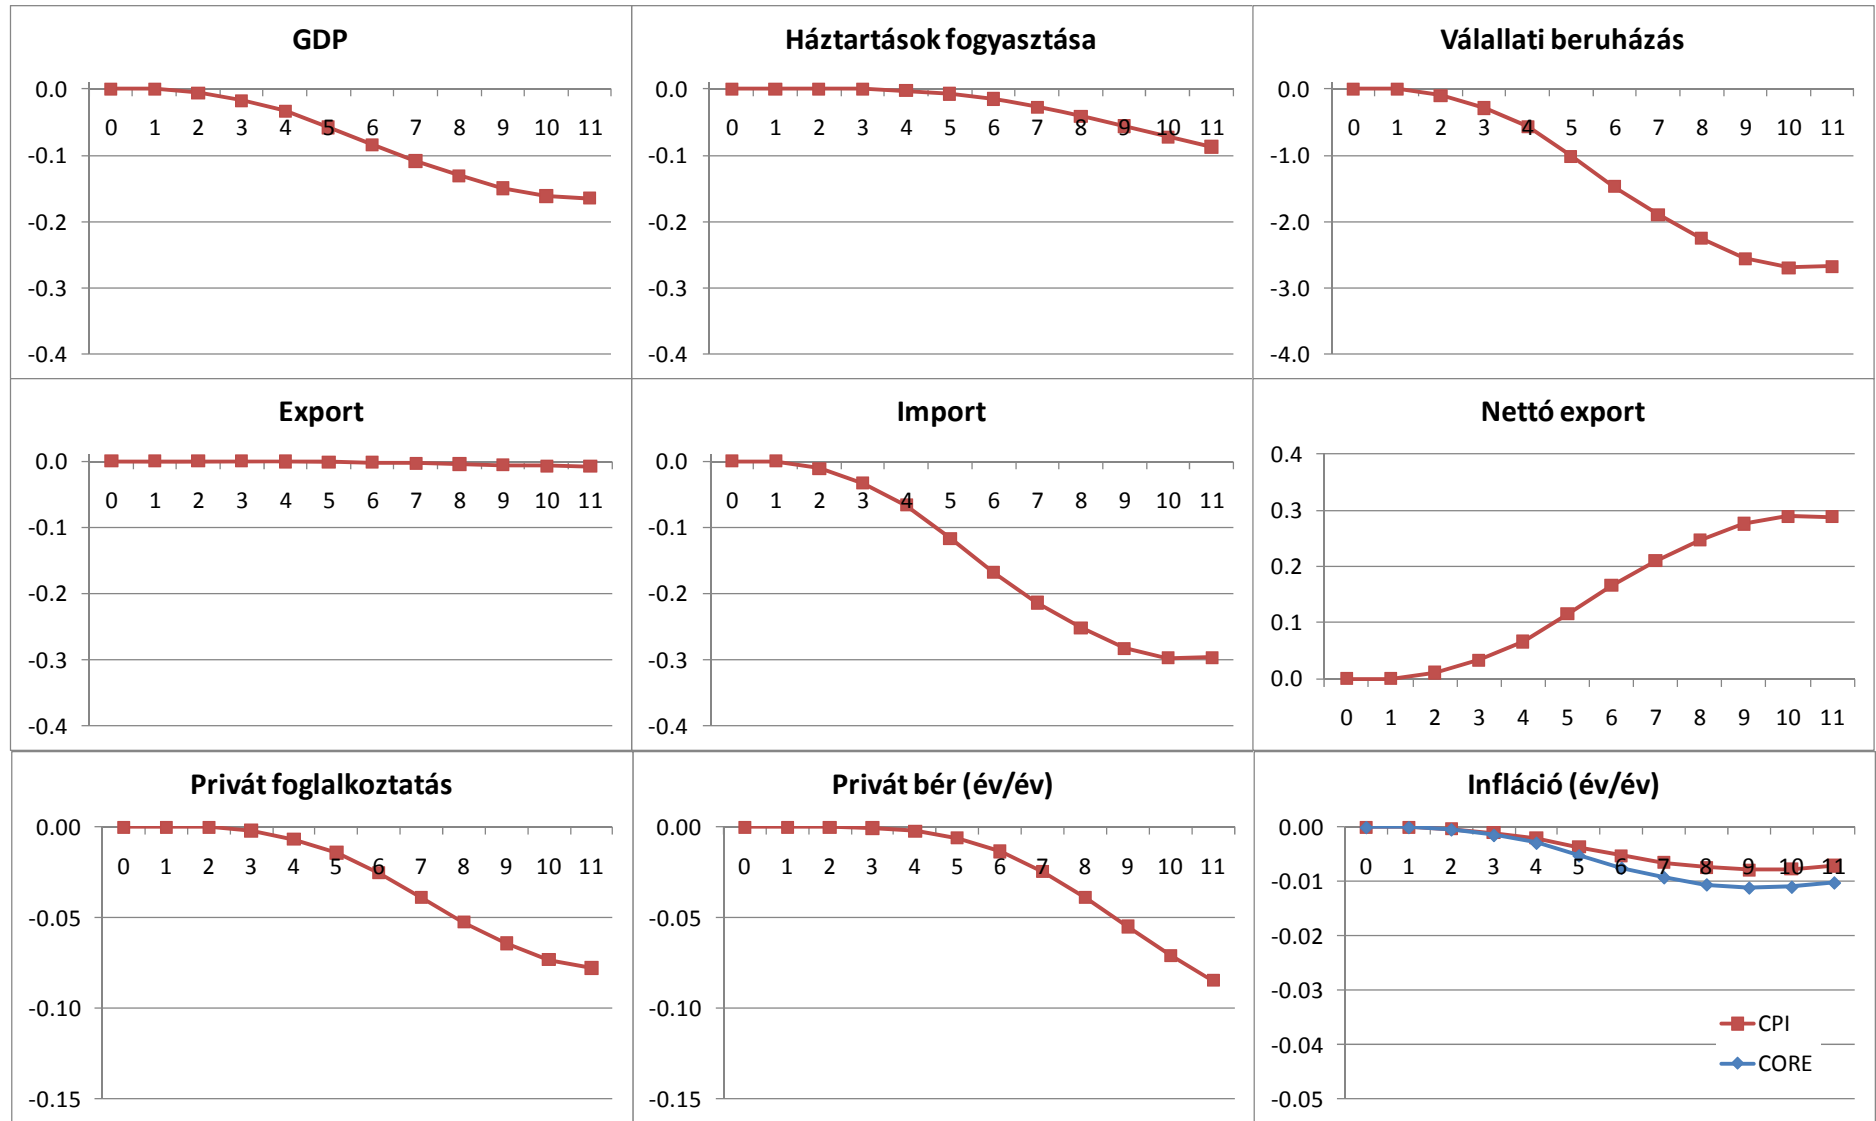 GDP
0.0
-0.1
-0.2
-0.3
-0.4
0 1 2 3 4 5 6 7 8 9 10 11
Háztartások fogyasztása
0.0
-0.1
-0.2
-0.3
-0.4
0 1 2 3 4 5 6 7 8 9 10 11
Válallati beruházás
0.0
-1.0
-2.0
-3.0
-4.0
0 1 2 3 4 5 6 7 8 9 10 11
Export
0.0
-0.1
-0.2
-0.3
-0.4
0 1 2 3 4 5 6 7 8 9 10 11
Import
0.0
-0.1
-0.2
-0.3
-0.4
0 1 2 3 4 5 6 7 8 9 10 11
Nettó export
0.4
0.3
0.2
0.1
0.0
0 1 2 3 4 5 6 7 8 9 10 11
Privát foglalkoztatás
0.00
-0.05
-0.10
-0.15
0 1 2 3 4 5 6 7 8 9 10 11
Privát bér (év/év)
0.00
-0.05
-0.10
-0.15
0 1 2 3 4 5 6 7 8 9 10 11
Infláció (év/év)
0.00
-0.01
-0.02
-0.03
-0.04
-0.05
0 1 2 3 4 5 6 7 8 9 10 11
CPI
CORE